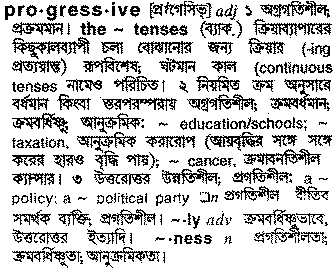 pro·gress·ive [প্রগ্‌রেসিভ্] adj ১ অগ্রগতিশীল;
প্রক্রমমান। the ~ tenses (ব্যাক.) ক্রিয়াব্যাপারের
কিছুকালব্যাপী চলা বোঝানোর জন্য ক্রিয়ার (-ing
প্রত্যয়ান্ত) রূপবিশেষ; ঘটমান কাল (continuous
tenses নামেও পরিচিত)। ২ নিয়মিত ক্রম অনুসারে
বর্ধমান কিংবা স্তরপরম্পরায় অগ্রগতিশীল; ক্রমবর্ধমান;
ক্রমবর্ধিষ্ণু; আনুক্রমিক: ~ education/schools; ~
taxation, আনুক্রমিক করারোপ (আয়বৃদ্ধির সঙ্গে সঙ্গে
করের হারও বৃদ্ধি পায়); ~ cancer, ক্রমাবনতিশীল
ক্যান্সার। ৩ উত্তরোত্তর উন্নতিশীল; প্রগতিশীল: a ~
policy; a ~ political party □n প্রগতিশীল নীতির
সমর্থক ব্যক্তি; প্রগতিশীল। ~·ly adv ক্রমবর্ধিষ্ণুভাবে,
উত্তরোত্তর ইত্যাদি। ~·ness n প্রগতিশীলতা;
ক্রমবর্ধিষ্ণুতা; আনুক্রমিকতা।